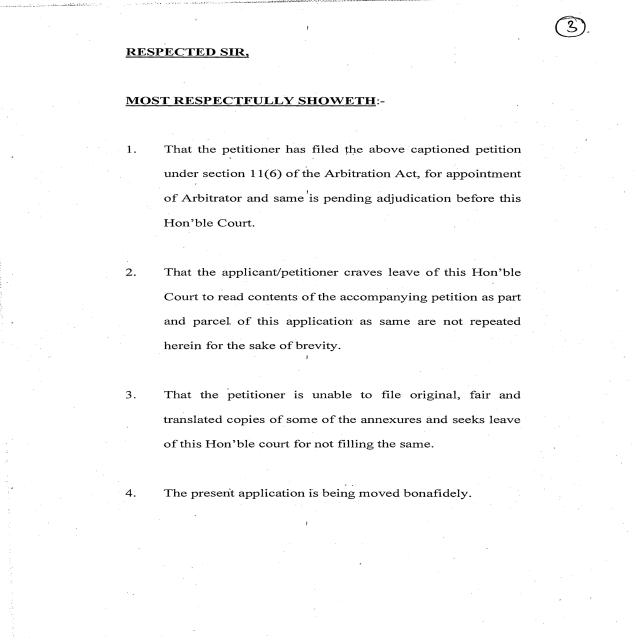 3
RESPECTED SIR,
MOST RESPECTFULLY SHOWETH:-
1. That the petitioner has filed the above captioned petition
under section 11(6) of the Arbitration Act, for appointment
of Arbitrator and same is pending adjudication before this
Hon'ble Court.
2. That the applicant/petitioner craves leave of this Hon'ble
Court to read contents of the accompanying petition as part
and parcel of this application as same are not repeated
herein for the sake of brevity.
3. That the petitioner is unable to file original, fair and
translated copies of some of the annexures and seeks leave
of this Hon'ble court for not filling the same.
4. The present application is being moved bonafidely.